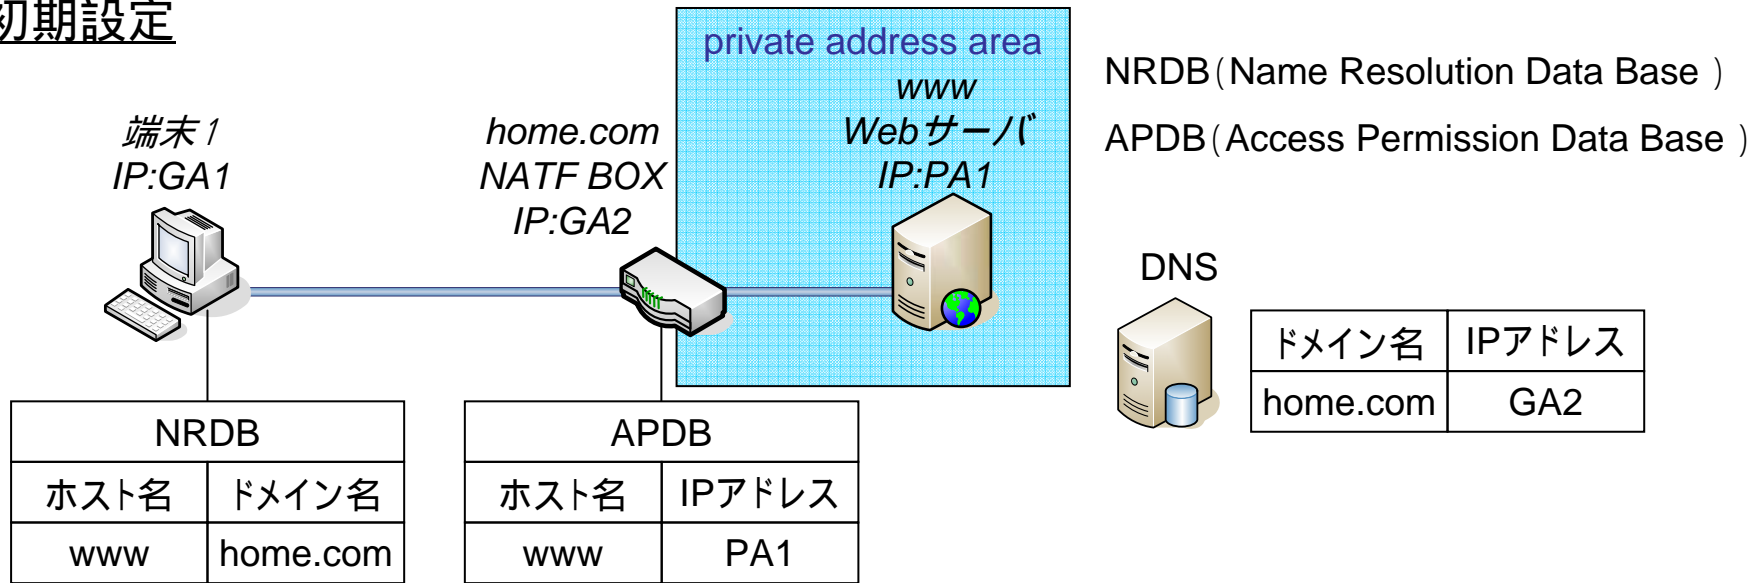 初期設定
private address area
www
Webサーバ
IP:PA1
端末1
IP:GA1
home.com
NATF BOX
IP:GA2
NRDB(Name Resolution Data Base )
APDB(Access Permission Data Base )
DNS
ドメイン名 IPアドレス
home.com GA2
NRDB
ホスト名 ドメイン名
www home.com
APDB
ホスト名 IPアドレス
www PA1